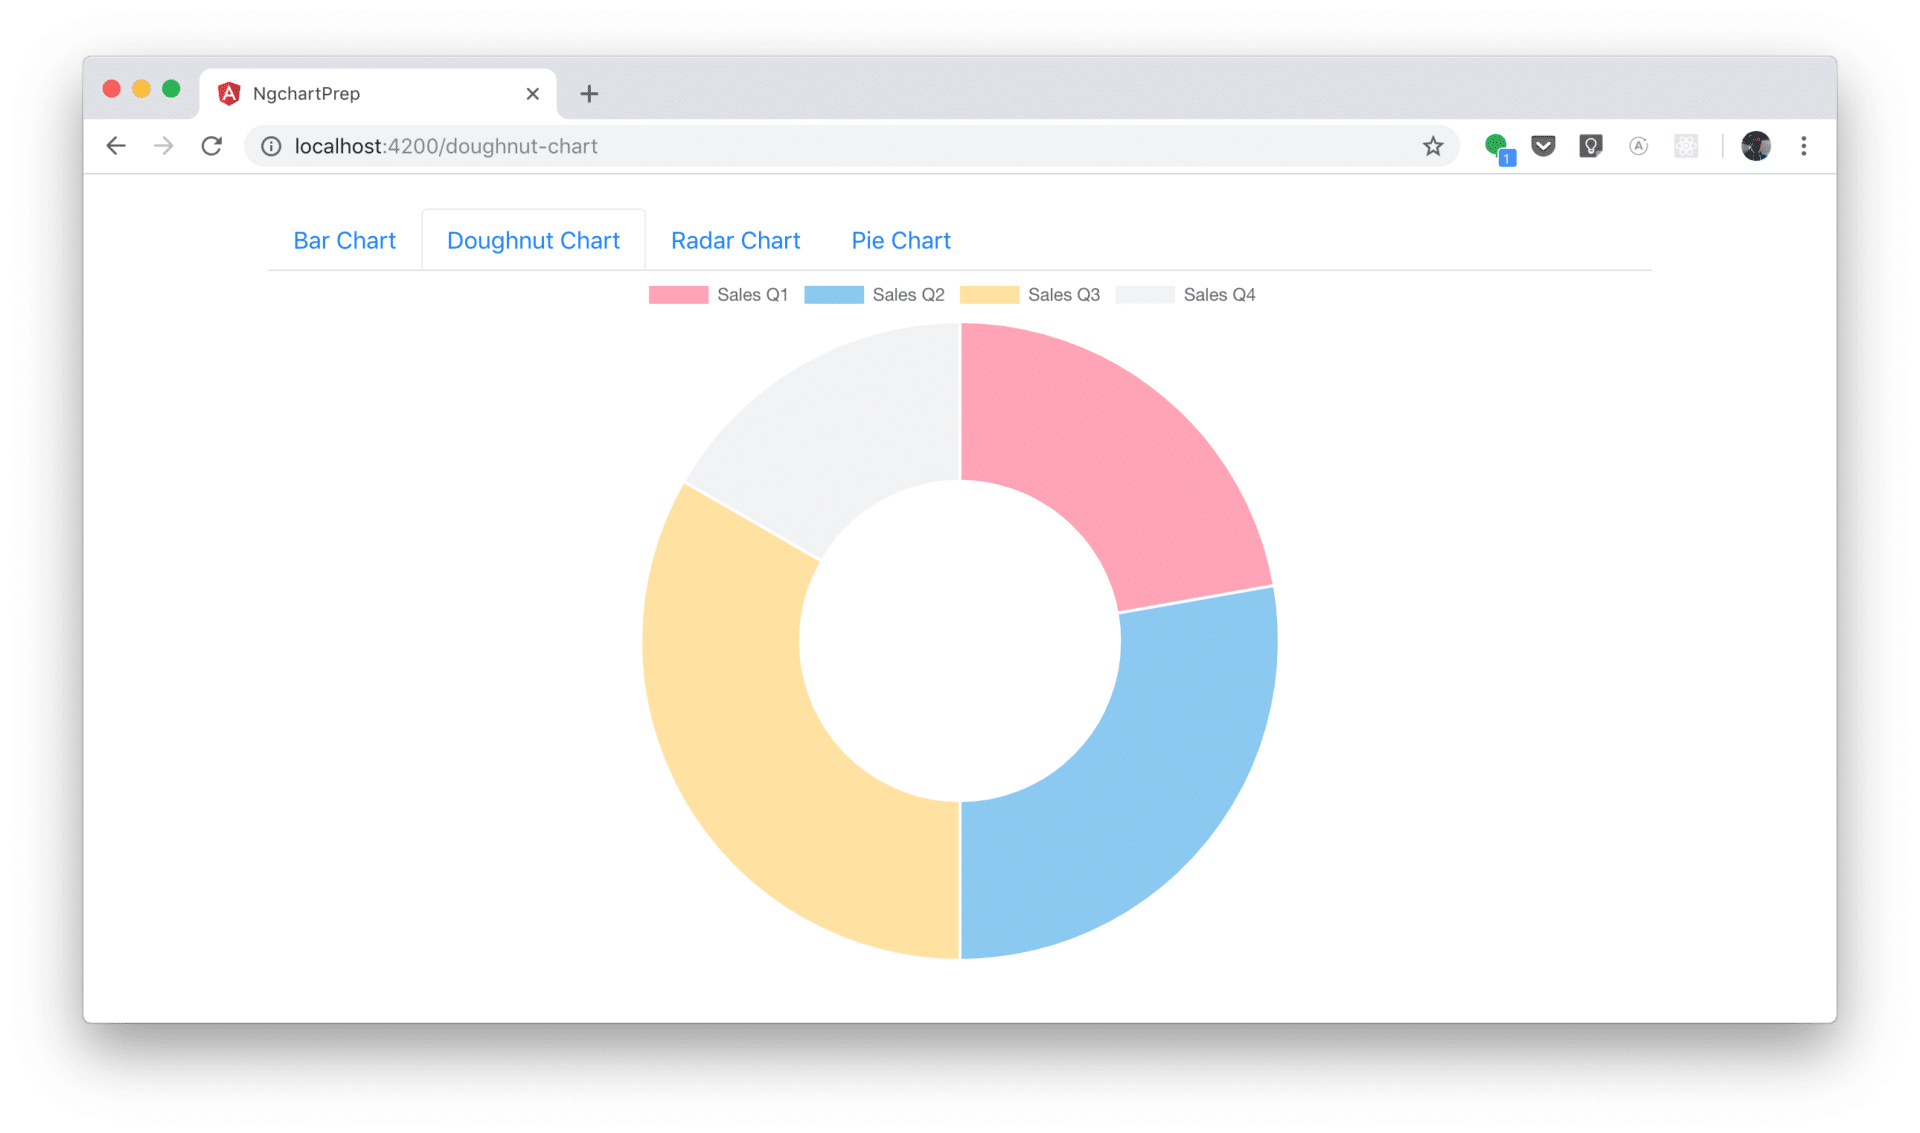 NgchartPrep
localhost:4200/doughnut-chart
1
A
Bar Chart Doughnut Chart Radar Chart Pie Chart
Sales Q1 Sales Q2 Sales Q3 Sales Q4